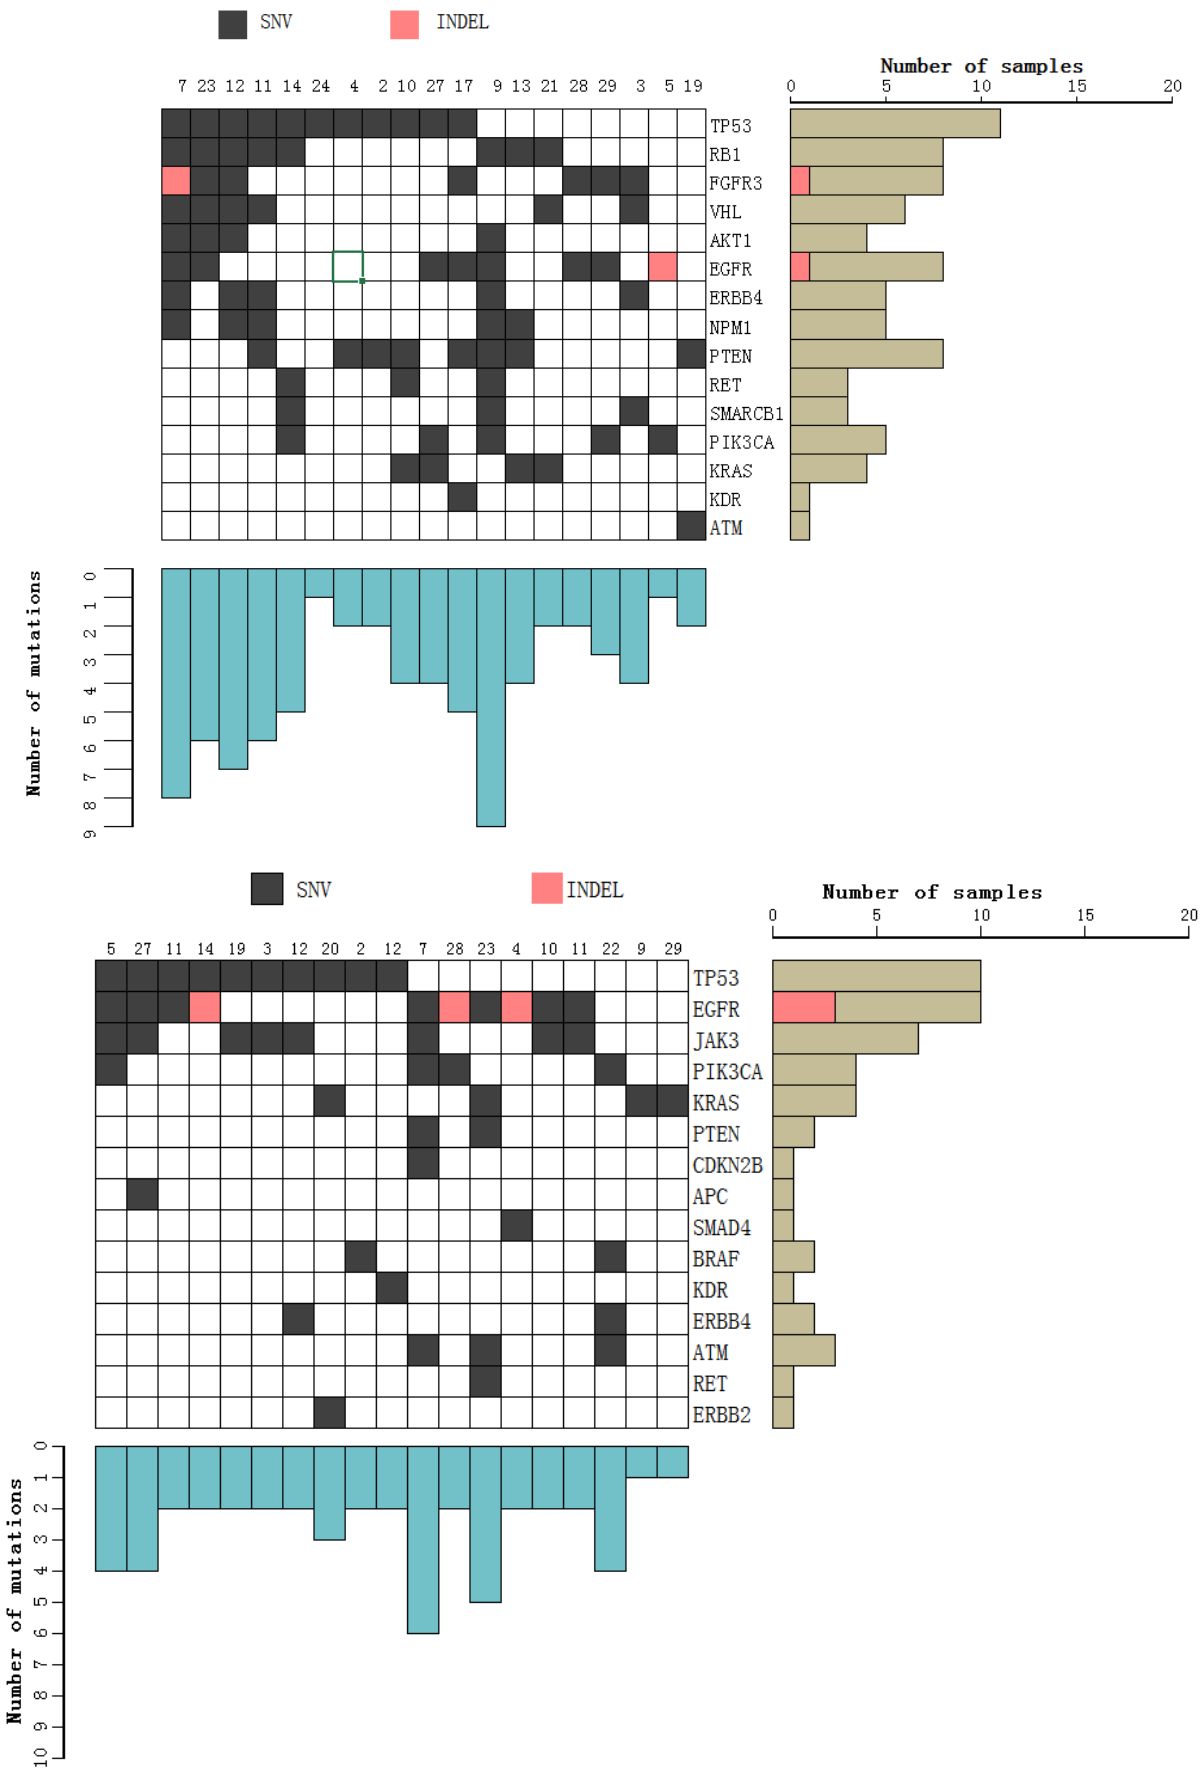 SNV INDEL
Number of samples
0 5 10 15 20
7 23 12 11 14 24 4 2 10 27 17 9 13 21 28 29 3 5 19
TP53
RB1
FGFR3
VHL
AKT1
EGFR
ERBB4
NPM1
PTEN
RET
SMARCB1
PIK3CA
KRAS
KDR
ATM
Number of mutations
0
1
2
3
4
5
6
7
8
9
SNV INDEL
Number of samples
0 5 10 15 20
5 27 11 14 19 3 12 20 2 12 7 28 23 4 10 11 22 9 29
TP53
EGFR
JAK3
PIK3CA
KRAS
PTEN
CDKN2B
APC
SMAD4
BRAF
KDR
ERBB4
ATM
RET
ERBB2
Number of mutations
0
1
2
3
4
5
6
7
8
9
10